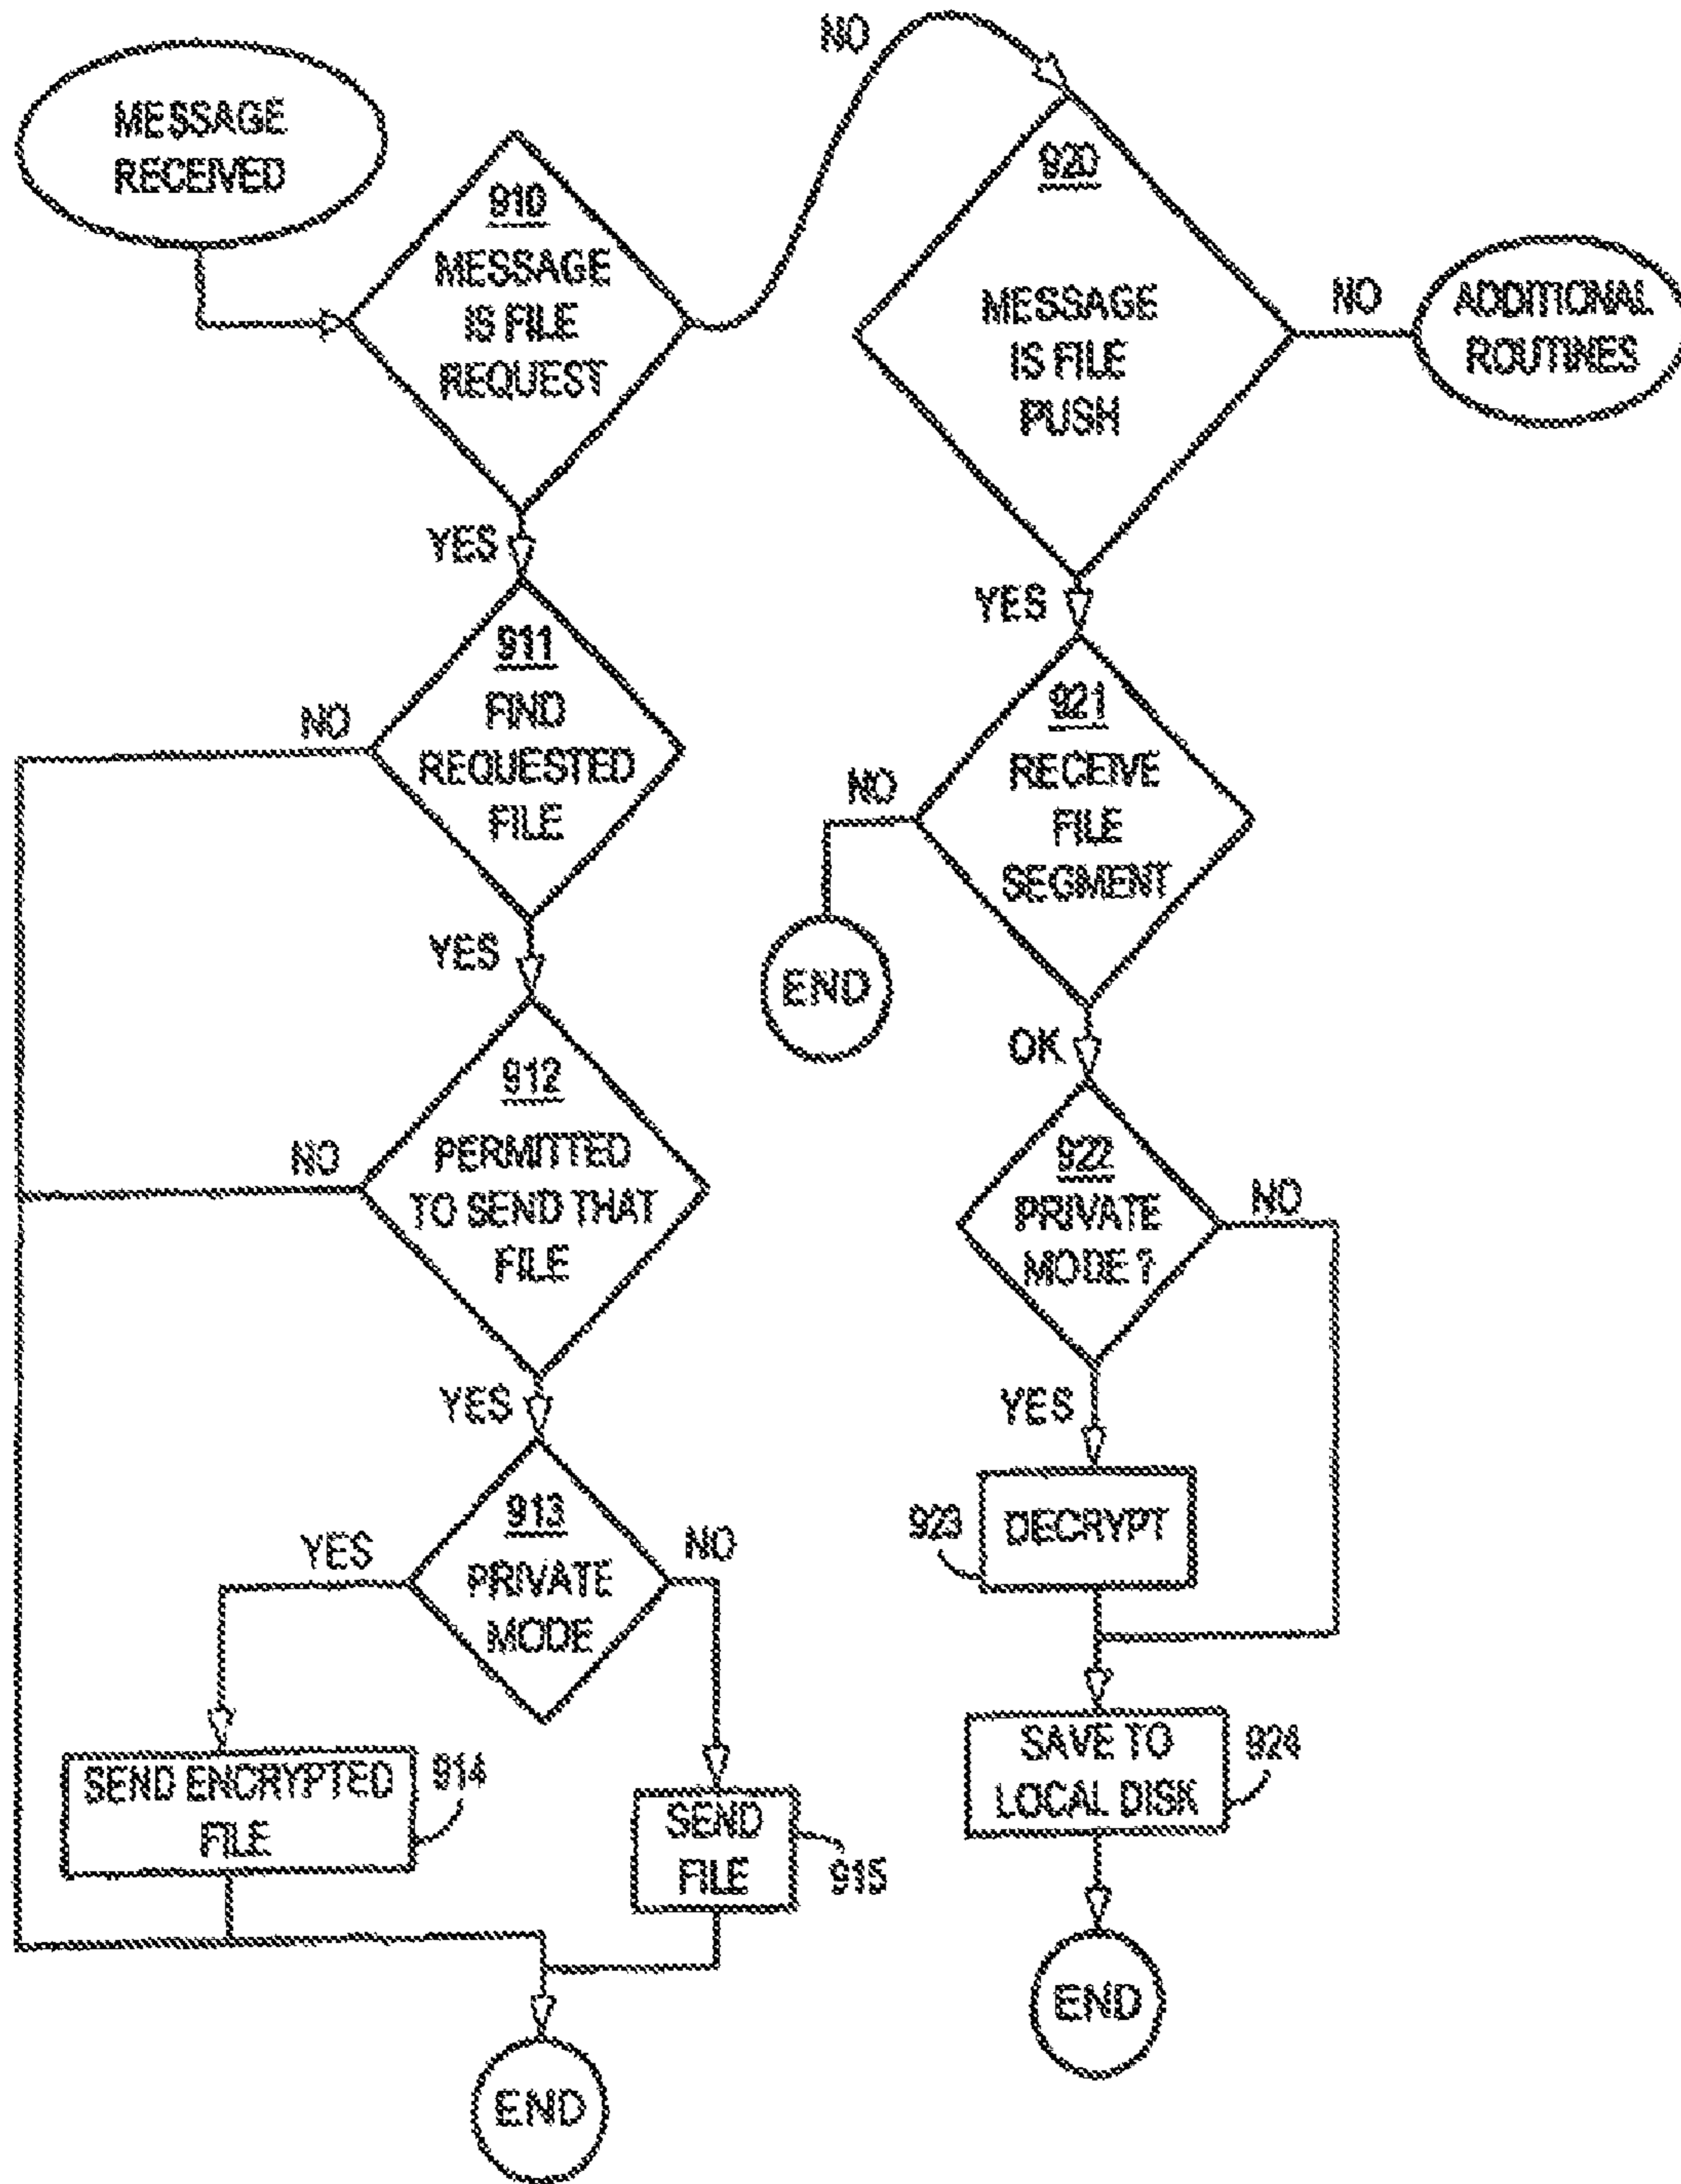 MESSAGE
RECEIVED
910
MESSAGE
IS FILE
REQUEST
NO
920
MESSAGE
IS FILE
PUSH
NO
ADDITIONAL
ROUTINES
YES
911
FIND
REQUESTED
FILE
NO
YES
912
PERMITTED
TO SEND THAT
FILE
NO
YES
913
PRIVATE
MODE
YES
NO
SEND ENCRYPTED
FILE
914
SEND
FILE
915
END
YES
921
RECEIVE
FILE
SEGMENT
NO
END
OK
922
PRIVATE
MODE?
NO
YES
923
DECRYPT
SAVE TO
LOCAL DISK
924
END